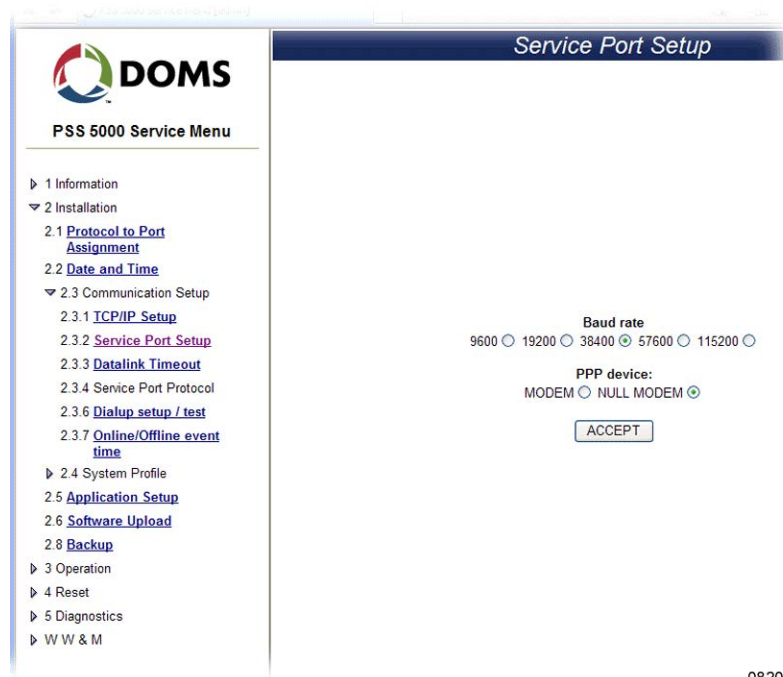 Service Port Setup
DOMS
TM
PSS 5000 Service Menu
1 Information
2 Installation
2.1 Protocol to Port
Assignment
2.2 Date and Time
2.3 Communication Setup
2.3.1 TCP/IP Setup
2.3.2 Service Port Setup
2.3.3 Datalink Timeout
2.3.4 Service Port Protocol
2.3.6 Dialup setup / test
2.3.7 Online/Offline event
time
2.4 System Profile
2.5 Application Setup
2.6 Software Upload
2.8 Backup
3 Operation
4 Reset
5 Diagnostics
W W & M
Baud rate
9600 19200 38400 57600 115200
PPP device:
MODEM NULL MODEM
ACCEPT